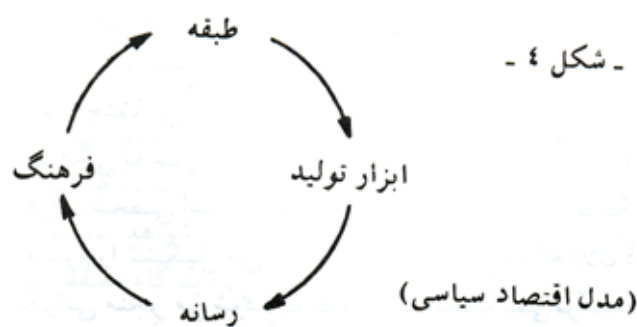 ـ شکل ٤ ـ
طبقه
ابزار تولید
رسانه
فرهنگ
(مدل اقتصاد سیاسی)